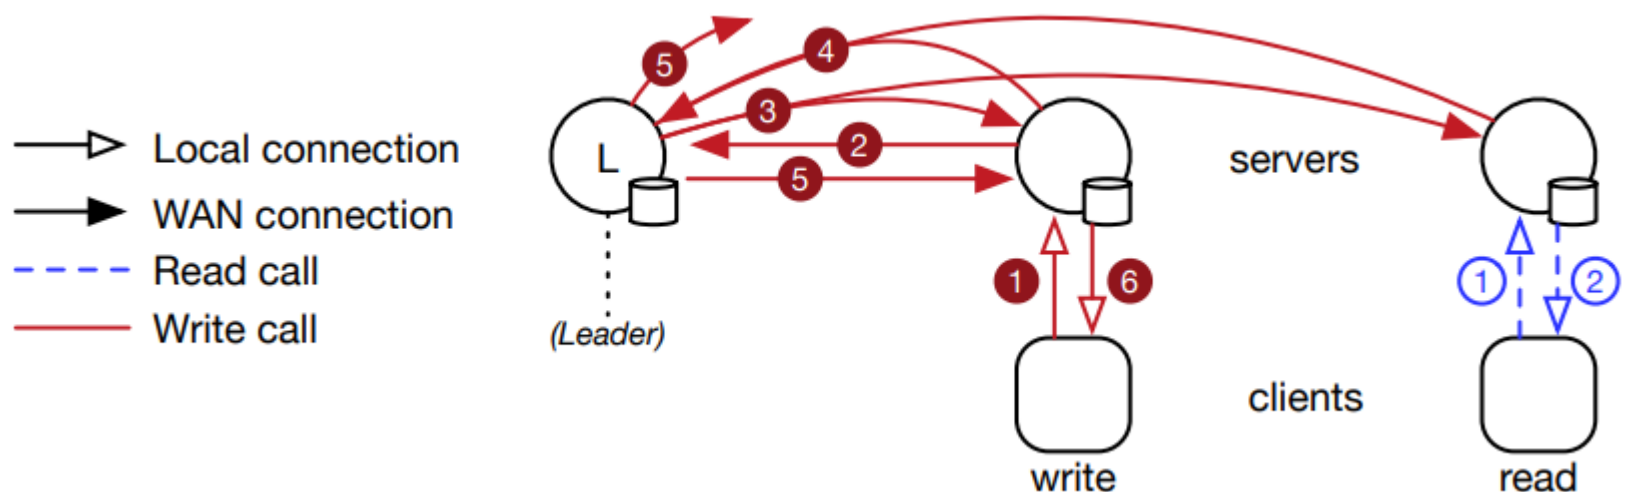 5
4
3
L
2
5
servers
Local connection
WAN connection
Read call
Write call
(Leader)
1
6
1
2
clients
write
read